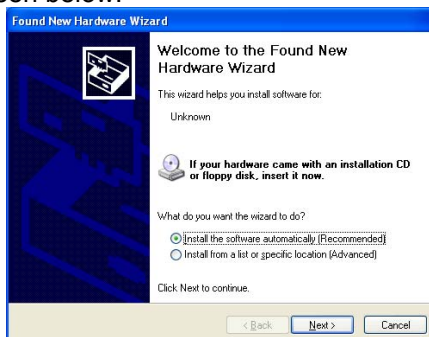 below.
Found New Hardware Wizard
Welcome to the Found New
Hardware Wizard
This wizard helps you install software for:
Unknown
If your hardware came with an installation CD
or floppy disk, insert it now.
What do you want the wizard to do?
Install the software automatically (Recommended)
Install from a list or specific location (Advanced)
Click Next to continue.
< Back
Next >
Cancel